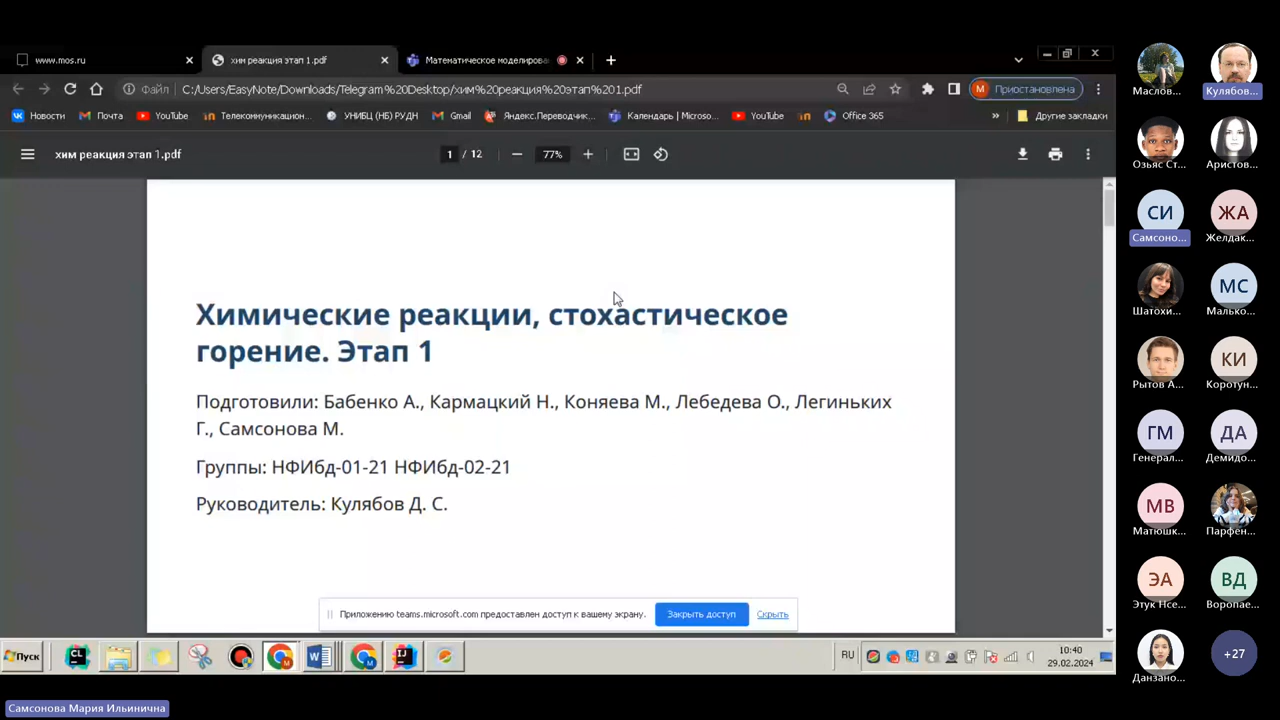 www.mos.ru
хим реакция этап 1.pdf
Математическое моделирова
Файл
C:/Users/EasyNote/Downloads/Telegram%20Desktop/хим%20реакция%20этап%201.pdf
М Приостановлена
Новости
Почта
YouTube
Телекоммуникацион...
УНИБЦ (НБ) РУДН
Gmail
Яндекс.Переводчик...
Календарь | Microso...
YouTube
Office 365
»
Другие закладки
хим реакция этап 1.pdf
1 / 12
77%
Химические реакции, стохастическое
горение. Этап 1
Подготовили: Бабенко А., Кармацкий Н., Коняева М., Лебедева О., Легиньких
Г., Самсонова М.
Группы: НФИбд-01-21 НФИбд-02-21
Руководитель: Кулябов Д. С.
Приложению teams.microsoft.com предоставлен доступ к вашему экрану.
Закрыть доступ
Скрыть
Пуск
RU
10:40
29.02.2024
Самсонова Мария Ильинична
Маслов...
Кулябов...
Озьяс Ст...
Аристов...
СИ
ЖА
Самсоно...
Желдак...
МС
Шатохи...
Малько...
КИ
Рытов А...
Коротун...
ГМ
ДА
Генерал...
Демидо...
МВ
Матюшк...
Парфен...
ЭА
ВД
Этук Нсе...
Воропае...
+27
Данзано...